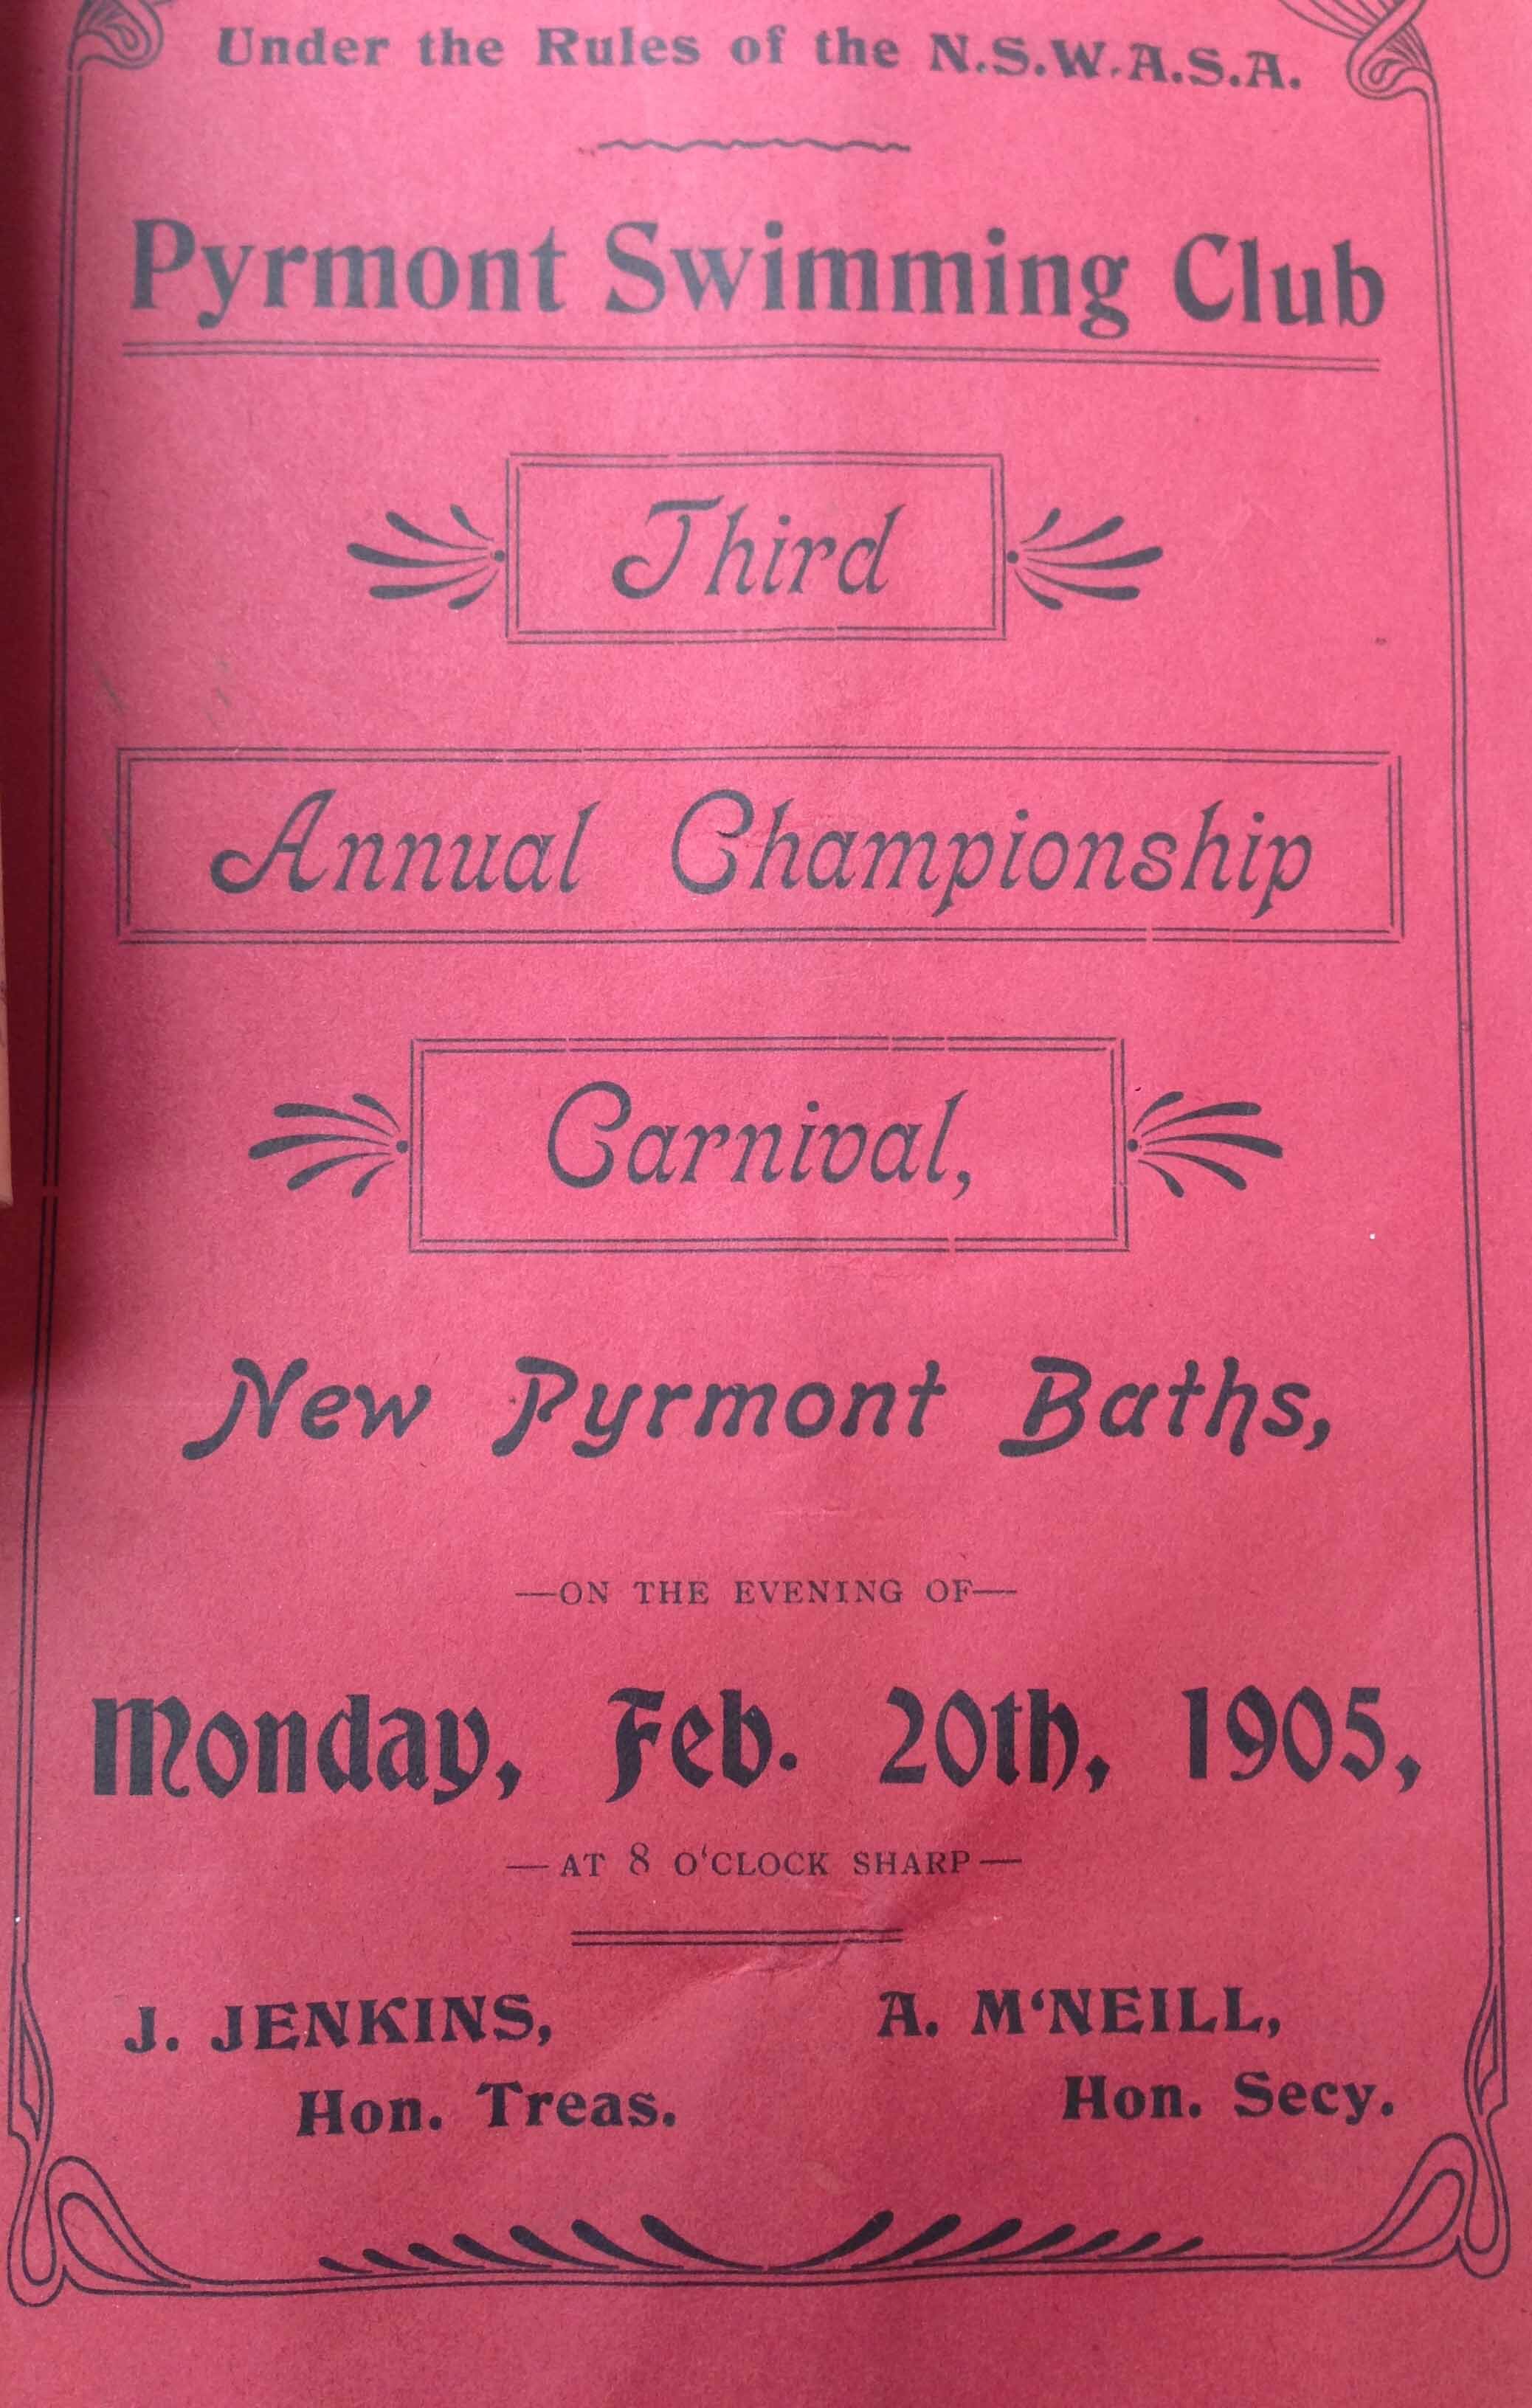 Under the Rules of the N.S.W.A.S.A.
Pyrmont Swimming Club
Third
Annual Championship
Carnival,
New Pyrmont Baths,
—ON THE EVENING OF—
Monday, Feb. 20th, 1905,
— AT 8 O'CLOCK SHARP —
J. JENKINS,
Hon. Treas.
A. M‘NEILL,
Hon. Secy.